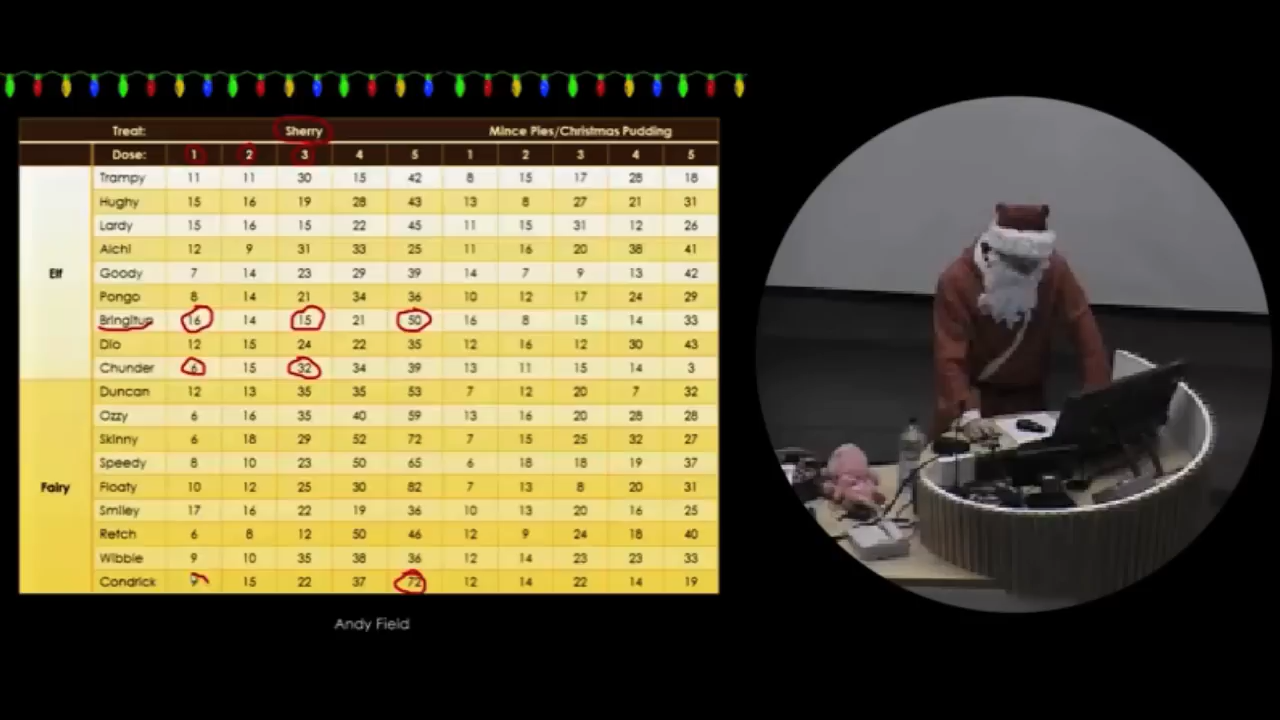 Treat: Sherry Mince Pies/Christmas Pudding
Dose: 1 2 3 4 5 1 2 3 4 5
Trampy 11 11 30 15 42 8 15 17 28 18
Hughy 15 16 19 28 43 13 8 27 21 31
Lardy 15 16 15 22 45 11 15 31 12 26
Alchi 12 9 31 33 25 11 16 20 38 41
Elf Goody 7 14 23 29 39 14 7 9 13 42
Pongo 8 14 21 34 36 10 12 17 24 29
Bringitup 16 14 15 21 50 16 8 15 14 33
Dio 12 15 24 22 35 12 16 12 30 43
Chunder 6 15 32 34 39 13 11 15 14 3
Duncan 12 13 35 35 53 7 12 20 7 32
Ozzy 6 16 35 40 59 13 16 20 28 28
Skinny 6 18 29 52 72 7 15 25 32 27
Speedy 8 10 23 50 65 6 18 18 19 37
Fairy Floaty 10 12 25 30 82 7 13 8 20 31
Smiley 17 16 22 19 36 10 13 20 16 25
Retch 6 8 12 50 46 12 9 24 18 40
Wibble 9 10 35 38 36 12 14 23 23 33
Condrick 15 22 37 72 12 14 22 14 19
Andy Field